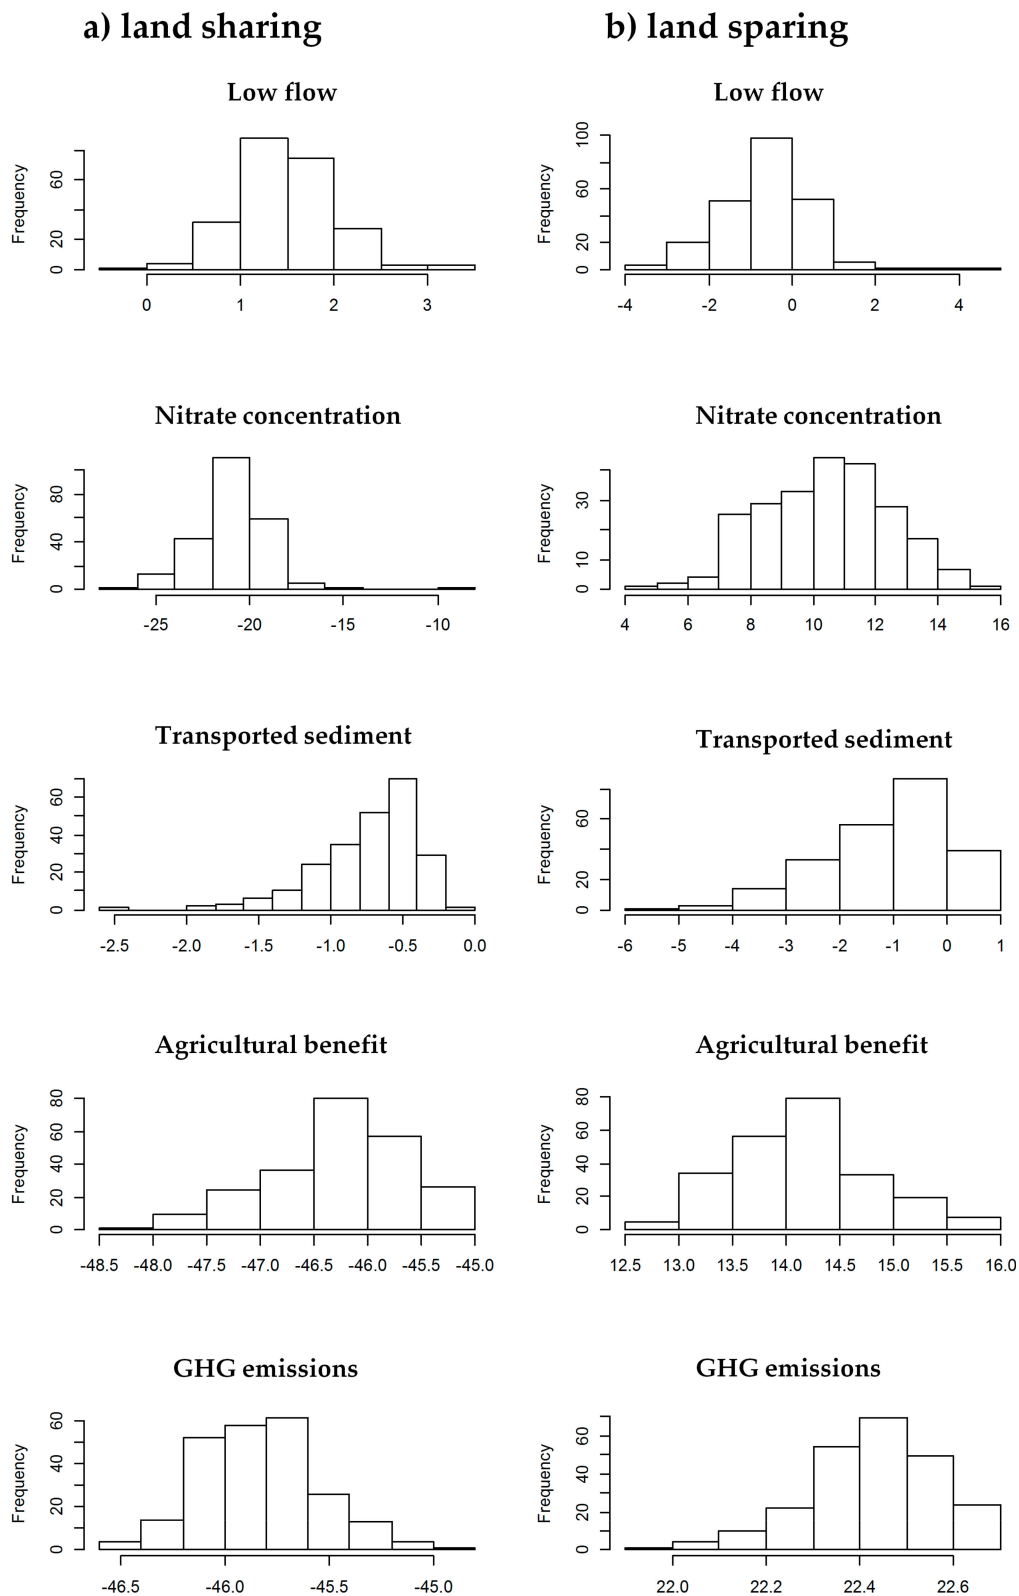 a) land sharing
b) land sparing
Low flow
Low flow
Frequency
0 20 60
0 1 2 3
Frequency
0 20 60 100
-4 -2 0 2 4
Nitrate concentration
Nitrate concentration
Frequency
0 40 80
-25 -20 -15 -10
Frequency
0 10 30
4 6 8 10 12 14 16
Transported sediment
Transported sediment
Frequency
0 20 40 60
-2.5 -2.0 -1.5 -1.0 -0.5 0.0
Frequency
0 20 60
-6 -5 -4 -3 -2 -1 0 1
Agricultural benefit
Agricultural benefit
Frequency
0 20 40 60 80
-48.5 -48.0 -47.5 -47.0 -46.5 -46.0 -45.5 -45.0
Frequency
0 20 40 60 80
12.5 13.0 13.5 14.0 14.5 15.0 15.5 16.0
GHG emissions
GHG emissions
Frequency
0 20 40 60
-46.5 -46.0 -45.5 -45.0
Frequency
0 20 40 60
22.0 22.2 22.4 22.6